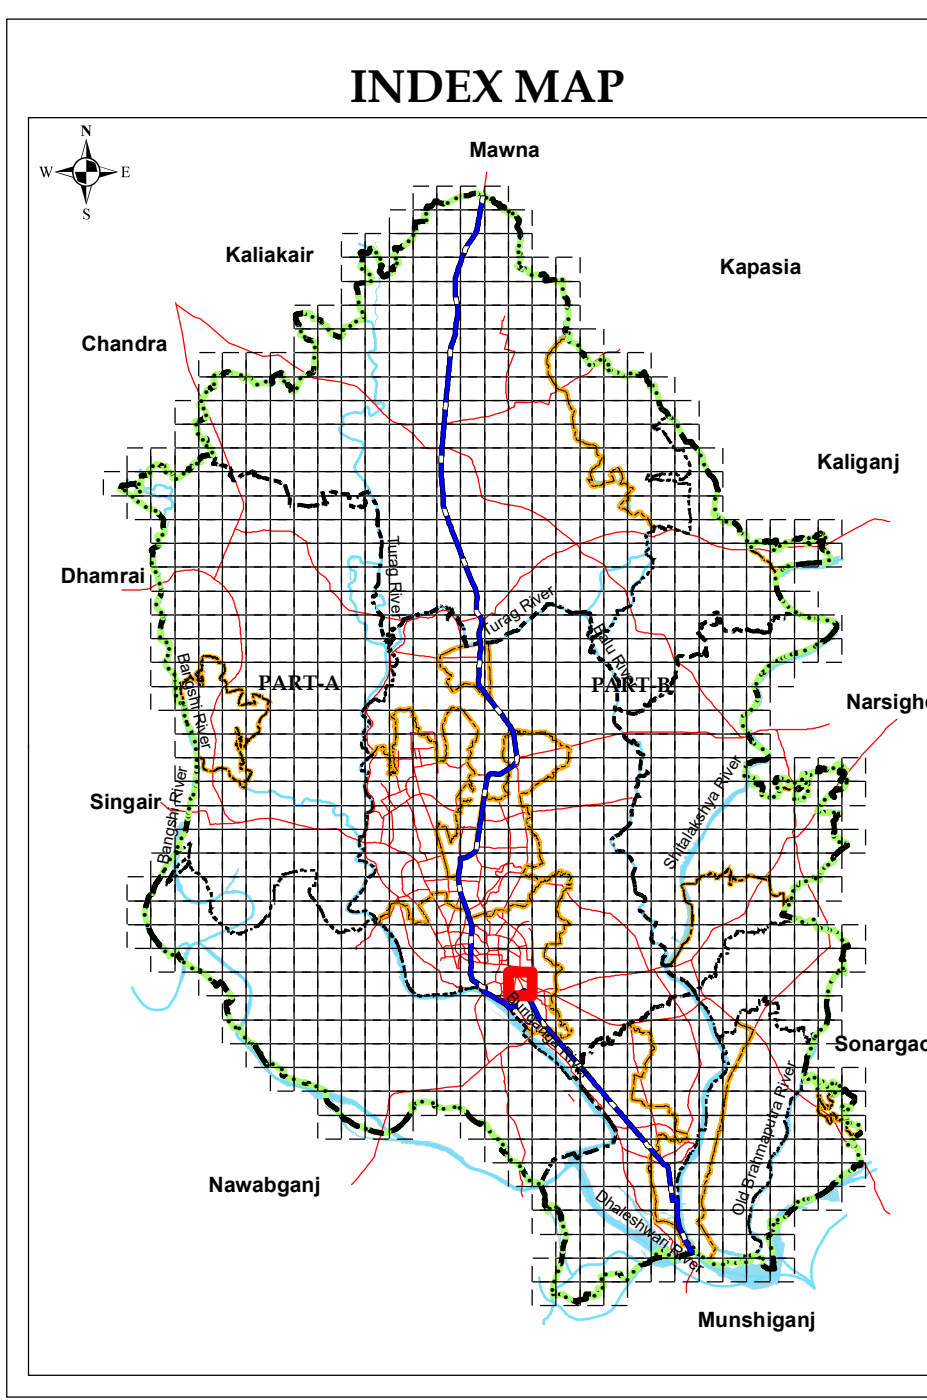 INDEX MAP
N
W
E
S
Mawna
Kaliakair
Kapasia
Chandra
Kaliganj
Turag River
Dhamrai
Turag River
Balu River
PART-A
PART-B
Bangshi River
Narsigh
Shitalakshya River
Singair
Bangshi River
Buriganga River
Sonargao
Old Brahmaputra River
Nawabganj
Dhaleshwari River
Munshiganj